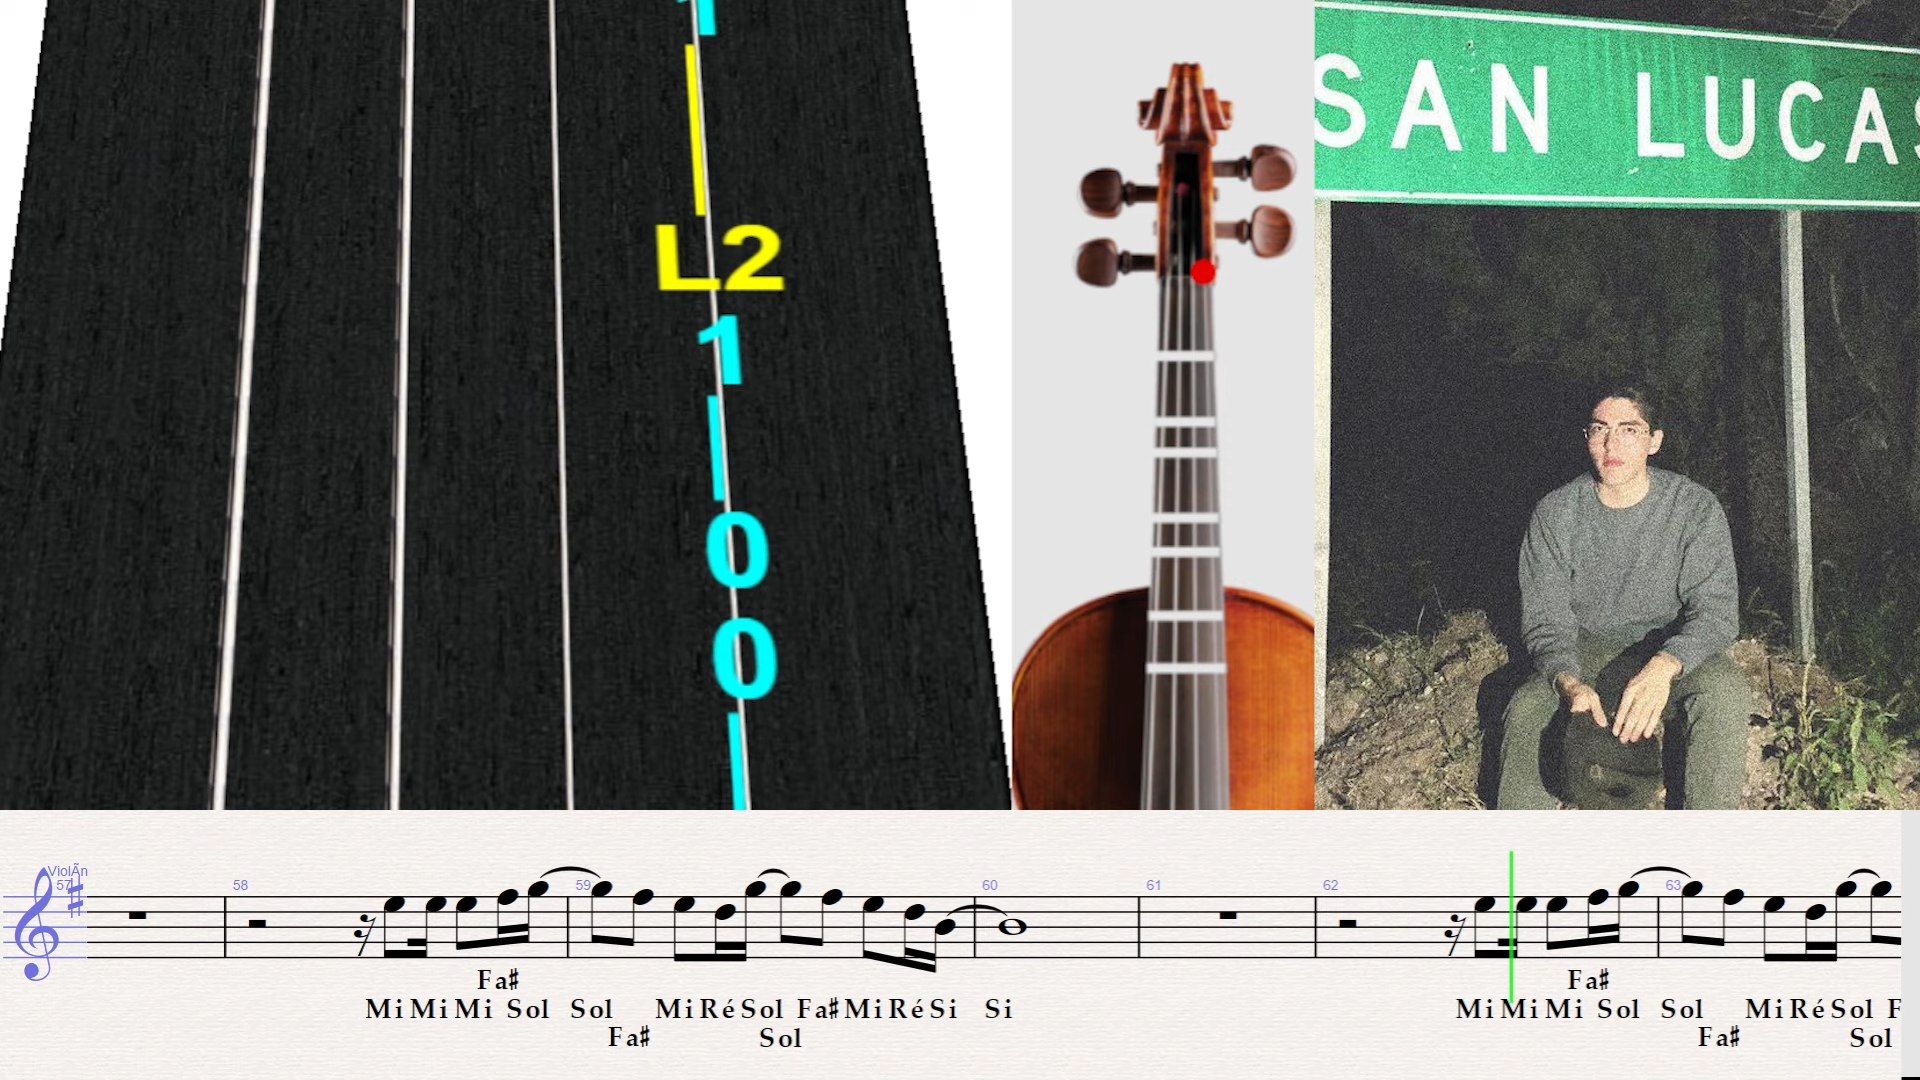 1
L2
1
0
0
SAN LUCAS
ViolÃn
57 58 59 60 61 62 63
Fa# Fa#
Mi Mi Mi Sol Sol Mi Ré Sol Fa# Mi Ré Si Si Mi Mi Mi Sol Sol Mi Ré Sol F
Fa# Sol Fa# Sol